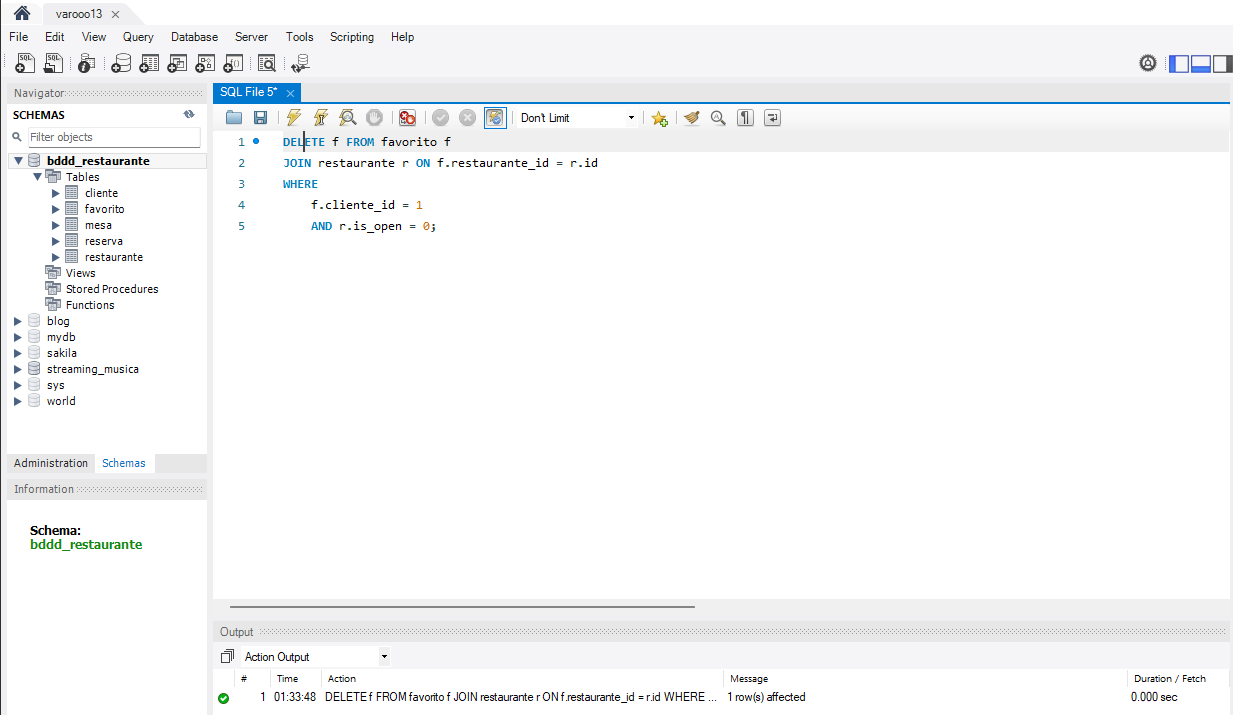 varooo13
File Edit View Query Database Server Tools Scripting Help
Navigator
SCHEMAS
Filter objects
bddd_restaurante
Tables
cliente
favorito
mesa
reserva
restaurante
Views
Stored Procedures
Functions
blog
mydb
sakila
streaming_musica
sys
world
Administration Schemas
Information
Schema:
bddd_restaurante
SQL File 5*
Don't Limit
1 DELETE f FROM favorito f
2 JOIN restaurante r ON f.restaurante_id = r.id
3 WHERE
4 f.cliente_id = 1
5 AND r.is_open = 0;
Output
Action Output
# Time Action Message Duration / Fetch
1 01:33:48 DELETE f FROM favorito f JOIN restaurante r ON f.restaurante_id = r.id WHERE ... 1 row(s) affected 0.000 sec